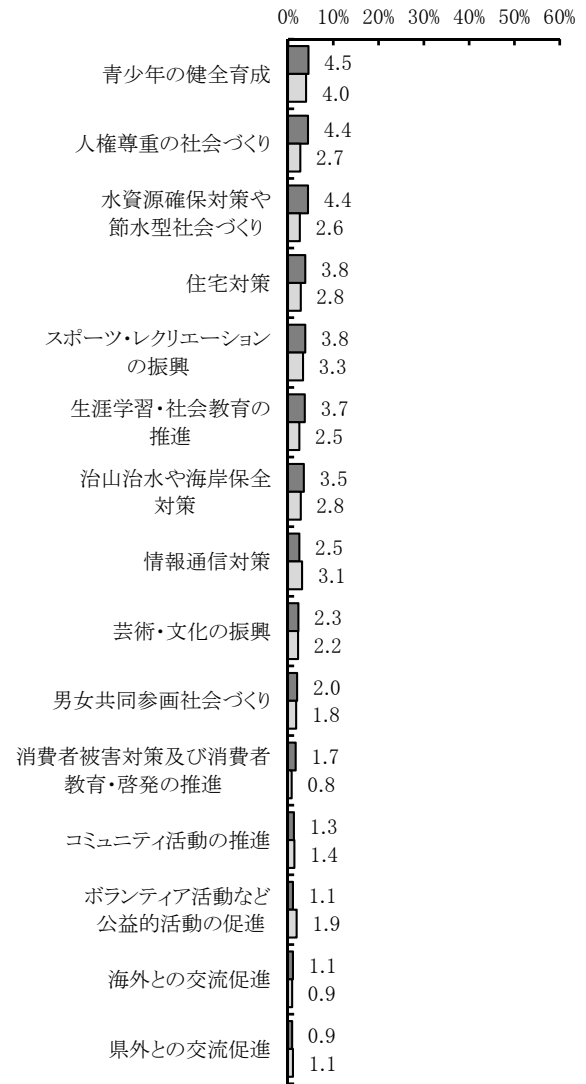 0% 10% 20% 30% 40% 50% 60%
青少年の健全育成
4.5
4.0
人権尊重の社会づくり
4.4
2.7
水資源確保対策や
節水型社会づくり
4.4
2.6
住宅対策
3.8
2.8
スポーツ・レクリエーション
の振興
3.8
3.3
生涯学習・社会教育の
推進
3.7
2.5
治山治水や海岸保全
対策
3.5
2.8
情報通信対策
2.5
3.1
芸術・文化の振興
2.3
2.2
男女共同参画社会づくり
2.0
1.8
消費者被害対策及び消費者
教育・啓発の推進
1.7
0.8
コミュニティ活動の推進
1.3
1.4
ボランティア活動など
公益的活動の促進
1.1
1.9
海外との交流促進
1.1
0.9
県外との交流促進
0.9
1.1